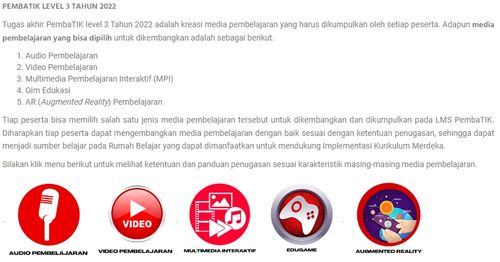 PEMBATIK LEVEL 3 TAHUN 2022
Tugas akhir PembaTIK level 3 Tahun 2022 adalah kreasi media pembelajaran yang harus dikumpulkan oleh setiap peserta. Adapun media
pembelajaran yang bisa dipilih untuk dikembangkan adalah sebagai berikut.
1. Audio Pembelajaran
2. Video Pembelajaran
3. Multimedia Pembelajaran Interaktif (MPI)
4. Gim Edukasi
5. AR (Augmented Reality) Pembelajaran
Tiap peserta bisa memilih salah satu jenis media pembelajaran tersebut untuk dikembangkan dan dikumpulkan pada LMS PembaTIK.
Diharapkan tiap peserta dapat mengembangkan media pembelajaran dengan baik sesuai dengan ketentuan penugasan, sehingga dapat
menjadi sumber belajar pada Rumah Belajar yang dapat dimanfaatkan untuk mendukung Implementasi Kurikulum Merdeka.
Silakan klik menu berikut untuk melihat ketentuan dan panduan penugasan sesuai karakteristik masing-masing media pembelajaran.
VIDEO
AUDIO PEMBELAJARAN
VIDEO PEMBELAJARAN
MULTIMEDIA INTERAKTIF
EDUGAME
AUGMENTED REALITY